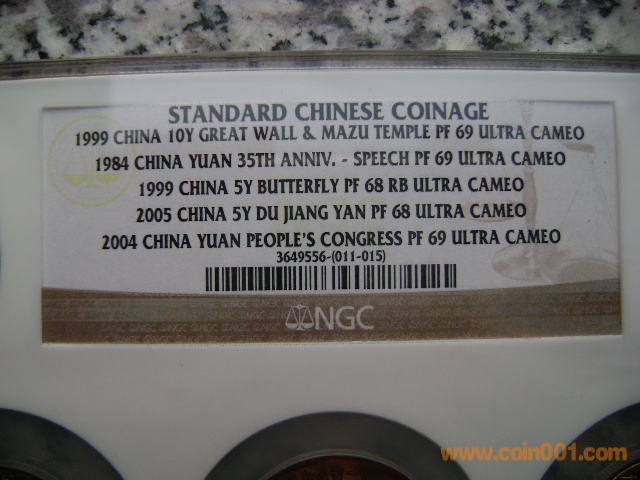 STANDARD CHINESE COINAGE
1999 CHINA 10Y GREAT WALL & MAZU TEMPLE PF 69 ULTRA CAMEO
1984 CHINA YUAN 35TH ANNIV. - SPEECH PF 69 ULTRA CAMEO
1999 CHINA 5Y BUTTERFLY PF 68 RB ULTRA CAMEO
2005 CHINA 5Y DU JIANG YAN PF 68 ULTRA CAMEO
2004 CHINA YUAN PEOPLE'S CONGRESS PF 69 ULTRA CAMEO
3649556-(011-015)
NGC
www.coin001.com